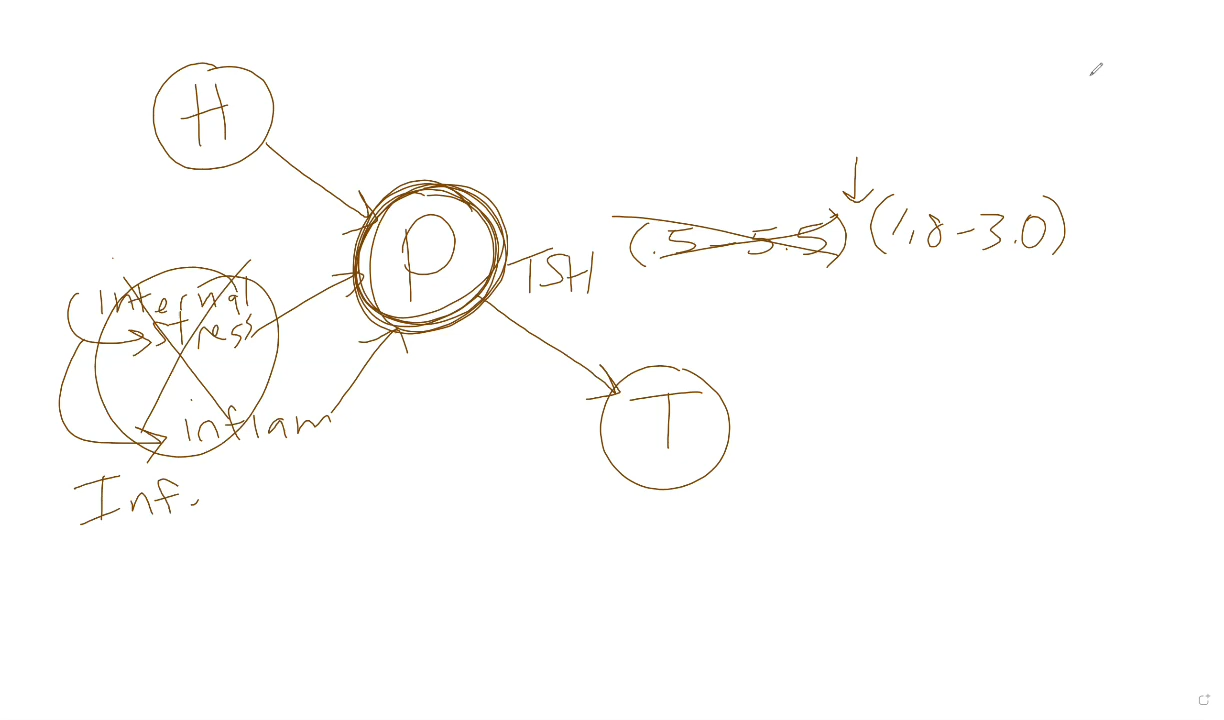 H
P
TSH
(.5 - 5.5) (1.8 - 3.0)
internal
stress
inflam
Inf.
T